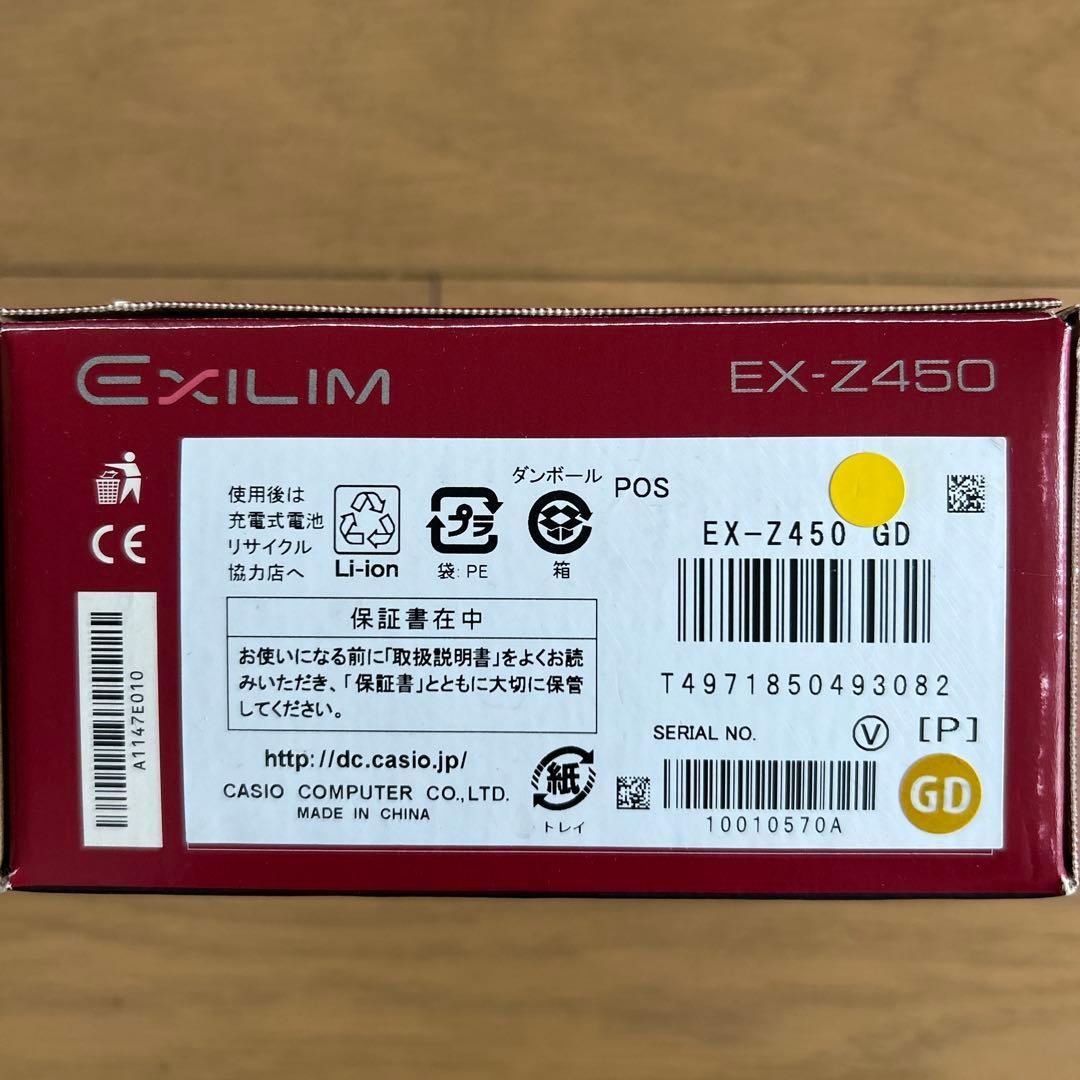 EXILIM
EX-Z450
使用後は
充電式電池
リサイクル
協力店へ
Li-ion
プラ
袋:PE
ダンボール
箱
POS
EX-Z450 GD
T4971850493082
CE
A1147E010
保証書在中
お使いになる前に「取扱説明書」をよくお読
みいただき、「保証書」とともに大切に保管
してください。
http://dc.casio.jp/
CASIO COMPUTER CO.,LTD.
MADE IN CHINA
紙
トレイ
SERIAL NO.
V
[P]
10010570A
GD